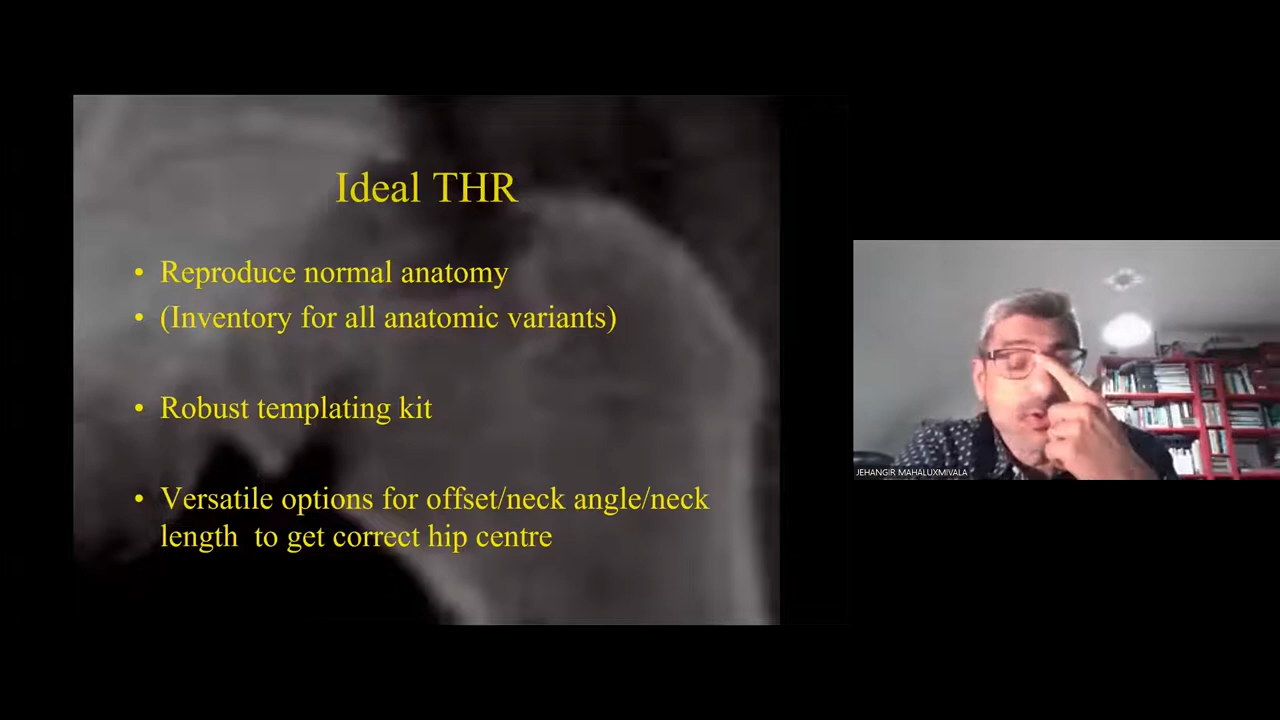 Ideal THR
• Reproduce normal anatomy
• (Inventory for all anatomic variants)
• Robust templating kit
• Versatile options for offset/neck angle/neck
length to get correct hip centre
JEHANGIR MAHALUXMIVALA